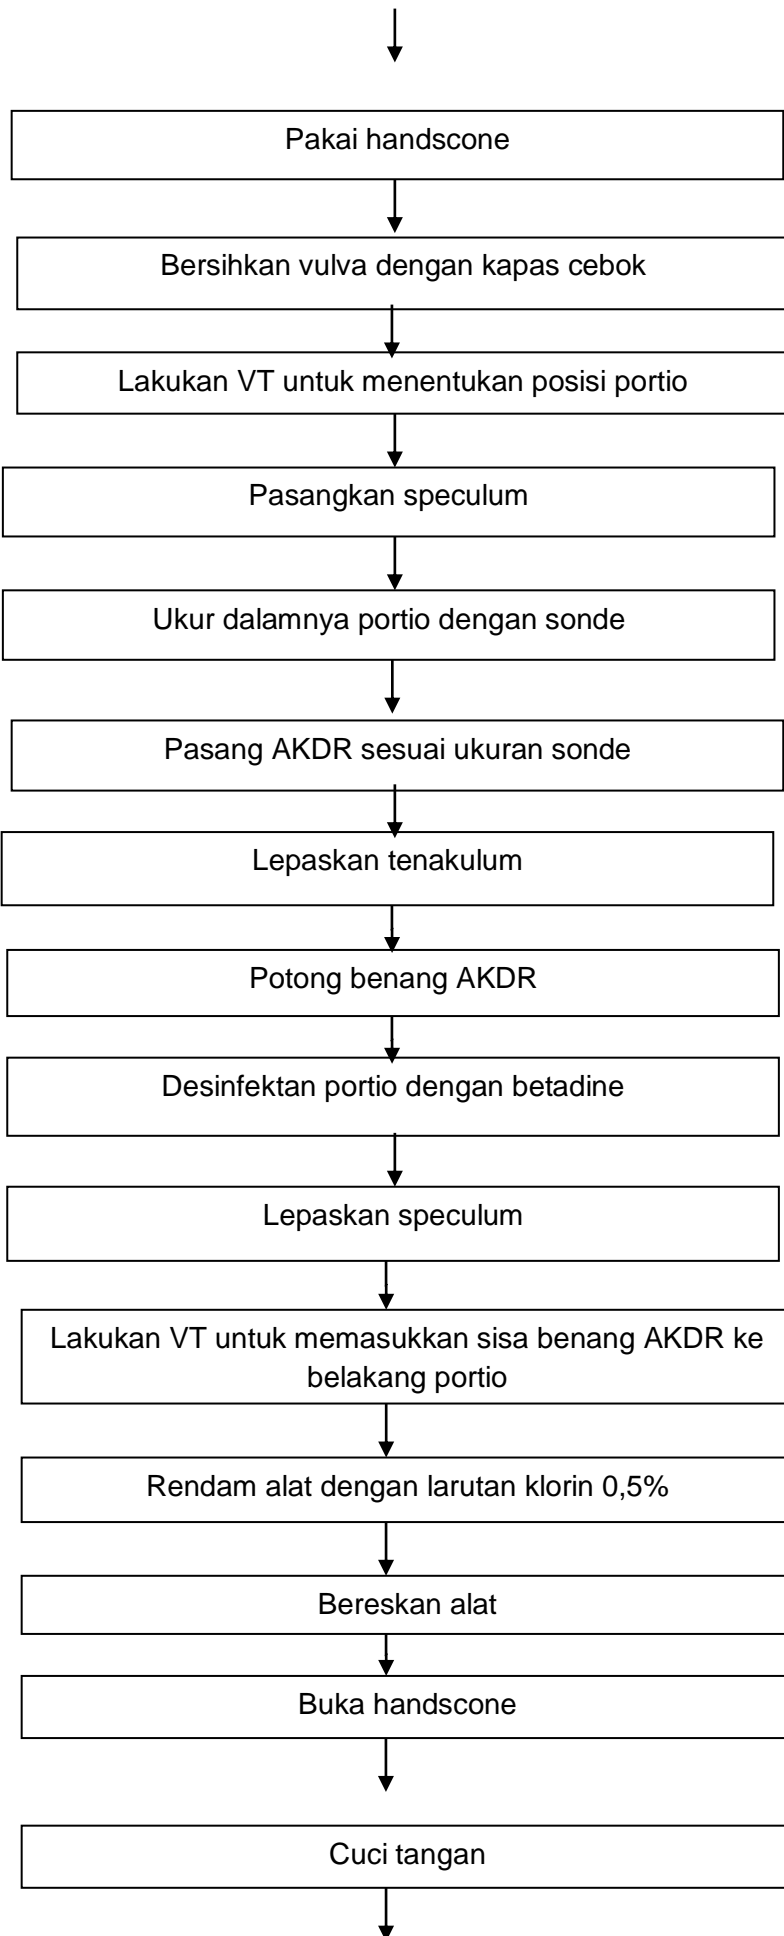 Pakai handscone
Bersihkan vulva dengan kapas cebok
Lakukan VT untuk menentukan posisi portio
Pasangkan speculum
Ukur dalamnya portio dengan sonde
Pasang AKDR sesuai ukuran sonde
Lepaskan tenakulum
Potong benang AKDR
Desinfektan portio dengan betadine
Lepaskan speculum
Lakukan VT untuk memasukkan sisa benang AKDR ke
belakang portio
Rendam alat dengan larutan klorin 0,5%
Bereskan alat
Buka handscone
Cuci tangan